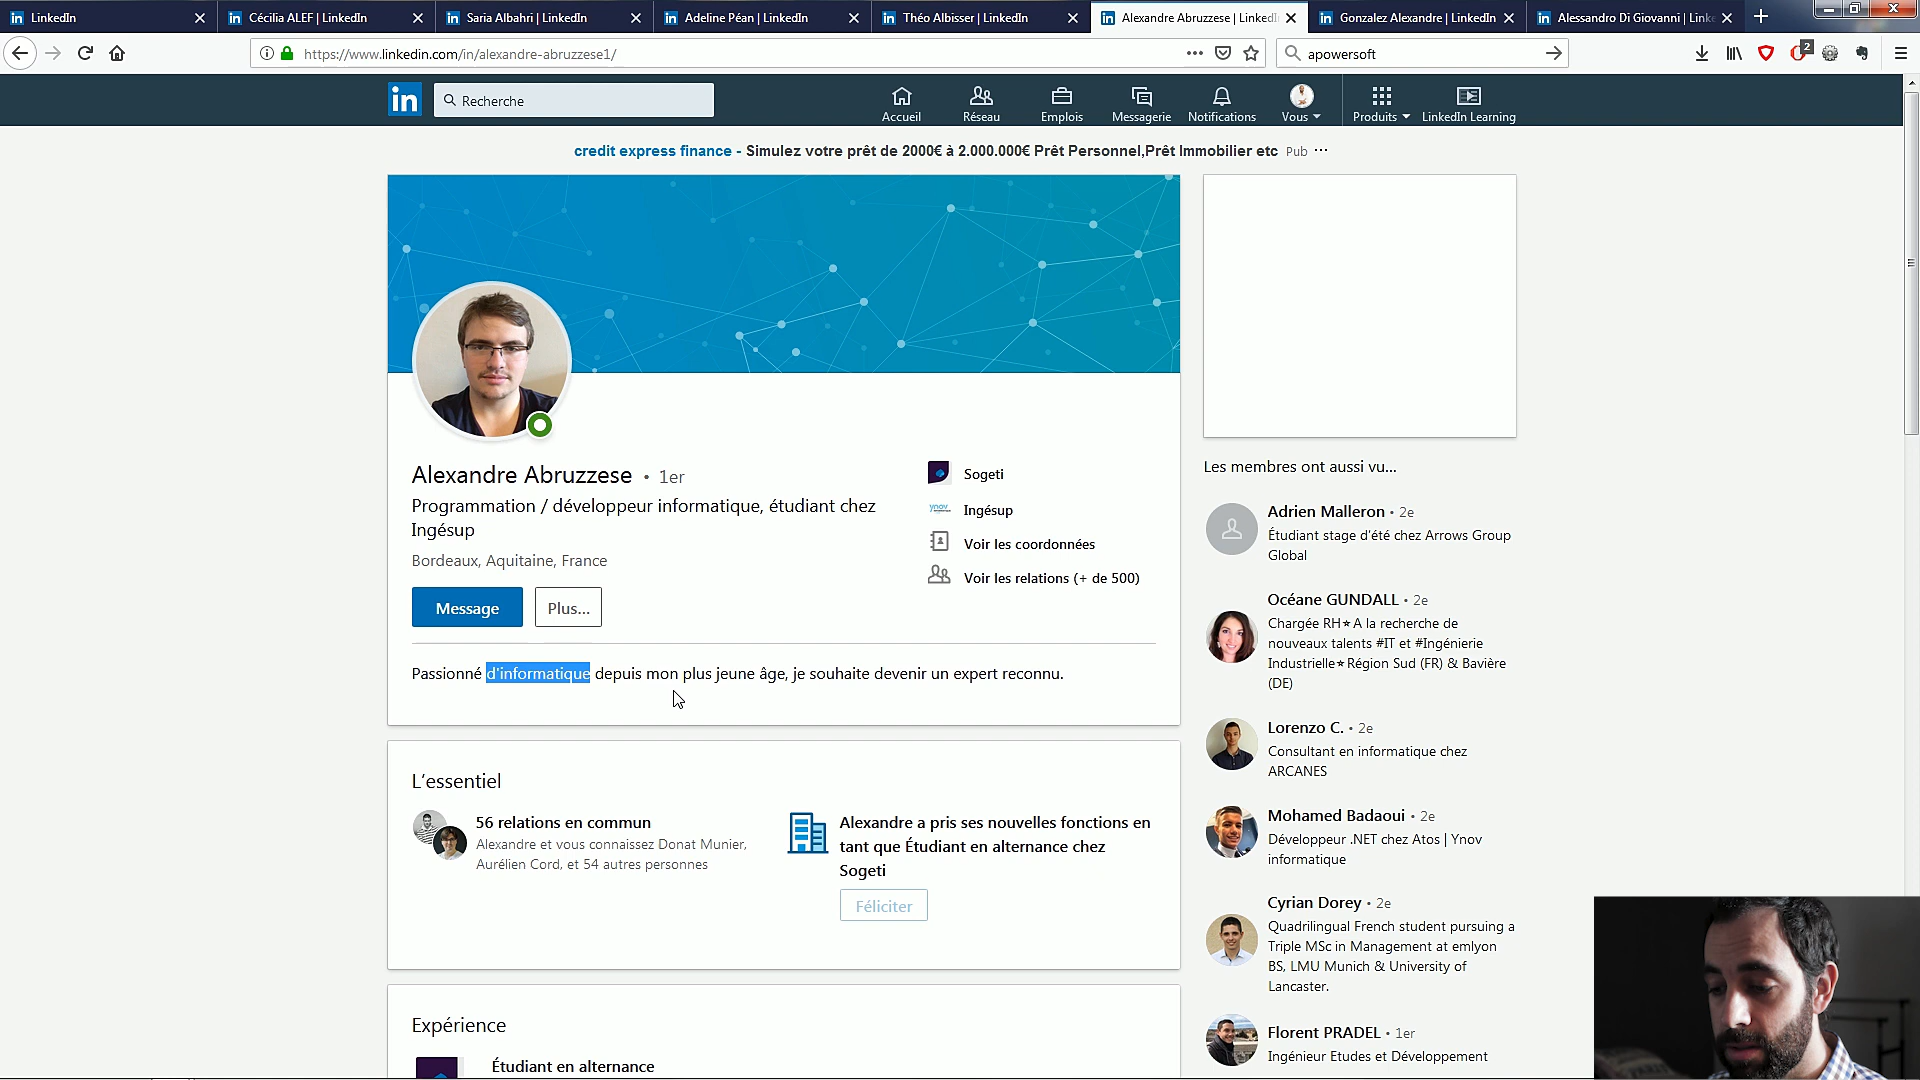 LinkedIn
Cécilia ALEF | LinkedIn
Saria Albahri | LinkedIn
Adeline Péan | LinkedIn
Théo Albisser | LinkedIn
Alexandre Abruzzese | LinkedIn
Gonzalez Alexandre | LinkedIn
Alessandro Di Giovanni | Linke
https://www.linkedin.com/in/alexandre-abruzzese1/
apowersoft
2
in
Recherche
Accueil
Réseau
Emplois
Messagerie
Notifications
Vous
Produits
LinkedIn Learning
credit express finance - Simulez votre prêt de 2000€ à 2.000.000€ Prêt Personnel,Prêt Immobilier etc Pub ···
Alexandre Abruzzese • 1er
Programmation / développeur informatique, étudiant chez
Ingésup
Bordeaux, Aquitaine, France
Message
Plus...
Sogeti
Ingésup
Voir les coordonnées
Voir les relations (+ de 500)
Passionné d'informatique depuis mon plus jeune âge, je souhaite devenir un expert reconnu.
L'essentiel
56 relations en commun
Alexandre et vous connaissez Donat Munier,
Aurélien Cord, et 54 autres personnes
Alexandre a pris ses nouvelles fonctions en
tant que Étudiant en alternance chez
Sogeti
Féliciter
Expérience
Étudiant en alternance
Les membres ont aussi vu...
Adrien Malleron • 2e
Étudiant stage d'été chez Arrows Group
Global
Océane GUNDALL • 2e
Chargée RH★A la recherche de
nouveaux talents #IT et #Ingénierie
Industrielle★Région Sud (FR) & Bavière
(DE)
Lorenzo C. • 2e
Consultant en informatique chez
ARCANES
Mohamed Badaoui • 2e
Développeur .NET chez Atos | Ynov
informatique
Cyrian Dorey • 2e
Quadrilingual French student pursuing a
Triple MSc in Management at emlyon
BS, LMU Munich & University of
Lancaster.
Florent PRADEL • 1er
Ingénieur Etudes et Développement